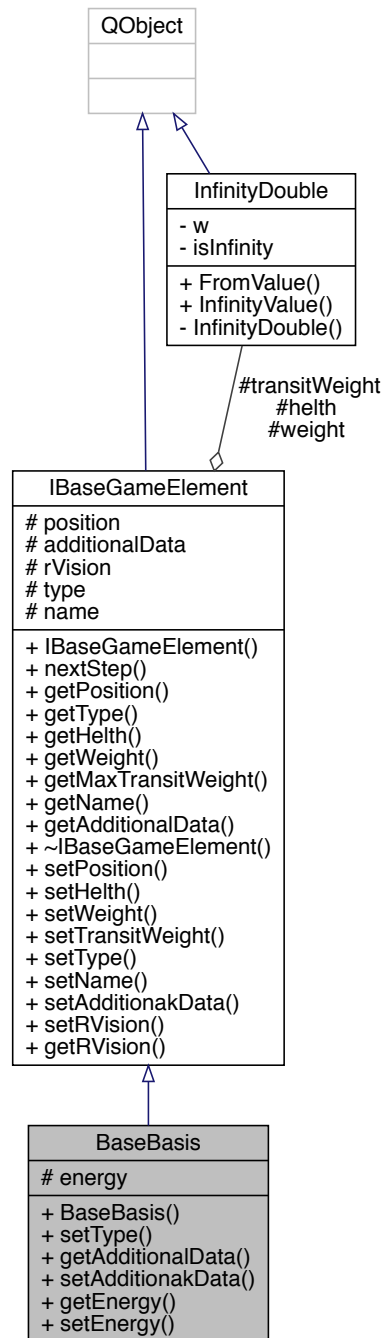 QObject
InfinityDouble
- w
- isInfinity
+ FromValue()
+ InfinityValue()
- InfinityDouble()
#transitWeight
#helth
#weight
IBaseGameElement
# position
# additionalData
# rVision
# type
# name
+ IBaseGameElement()
+ nextStep()
+ getPosition()
+ getType()
+ getHelth()
+ getWeight()
+ getMaxTransitWeight()
+ getName()
+ getAdditionalData()
+ ~IBaseGameElement()
+ setPosition()
+ setHelth()
+ setWeight()
+ setTransitWeight()
+ setType()
+ setName()
+ setAdditionakData()
+ setRVision()
+ getRVision()
BaseBasis
# energy
+ BaseBasis()
+ setType()
+ getAdditionalData()
+ setAdditionakData()
+ getEnergy()
+ setEnergy()